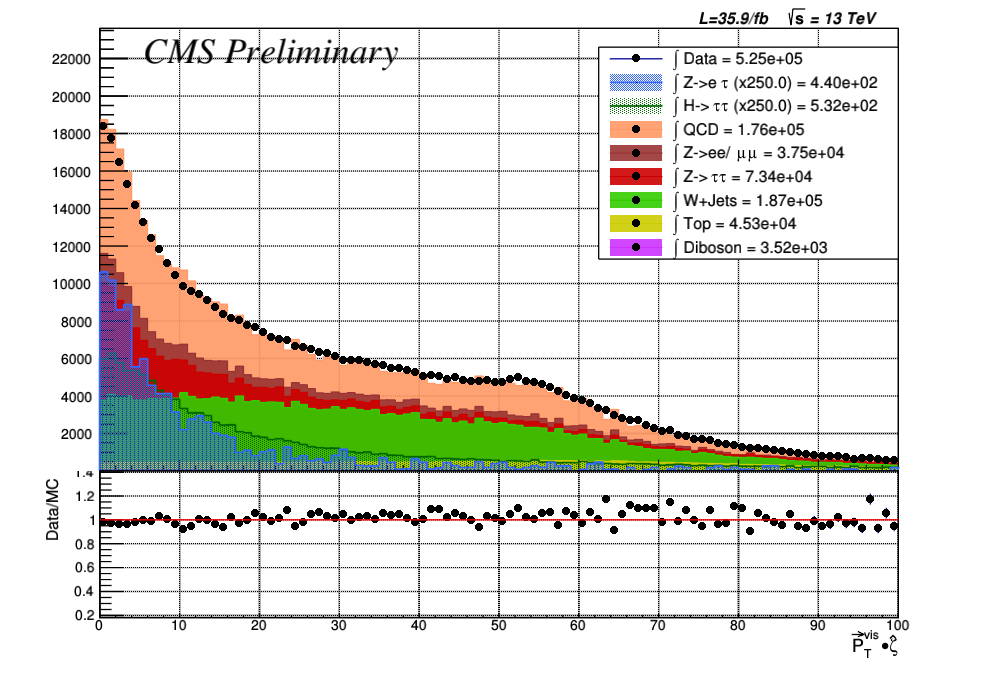 L=35.9/fb √s = 13 TeV
CMS Preliminary
∫ Data = 5.25e+05
∫ Z->e τ (x250.0) = 4.40e+02
∫ H-> ττ (x250.0) = 5.32e+02
∫ QCD = 1.76e+05
∫ Z->ee/ μμ = 3.75e+04
∫ Z-> ττ = 7.34e+04
∫ W+Jets = 1.87e+05
∫ Top = 4.53e+04
∫ Diboson = 3.52e+03
22000
20000
18000
16000
14000
12000
10000
8000
6000
4000
2000
Data/MC
1.4
1.2
1
0.8
0.6
0.4
0.2
0 10 20 30 40 50 60 70 80 90 100
P⃗_T^vis •ζ̂